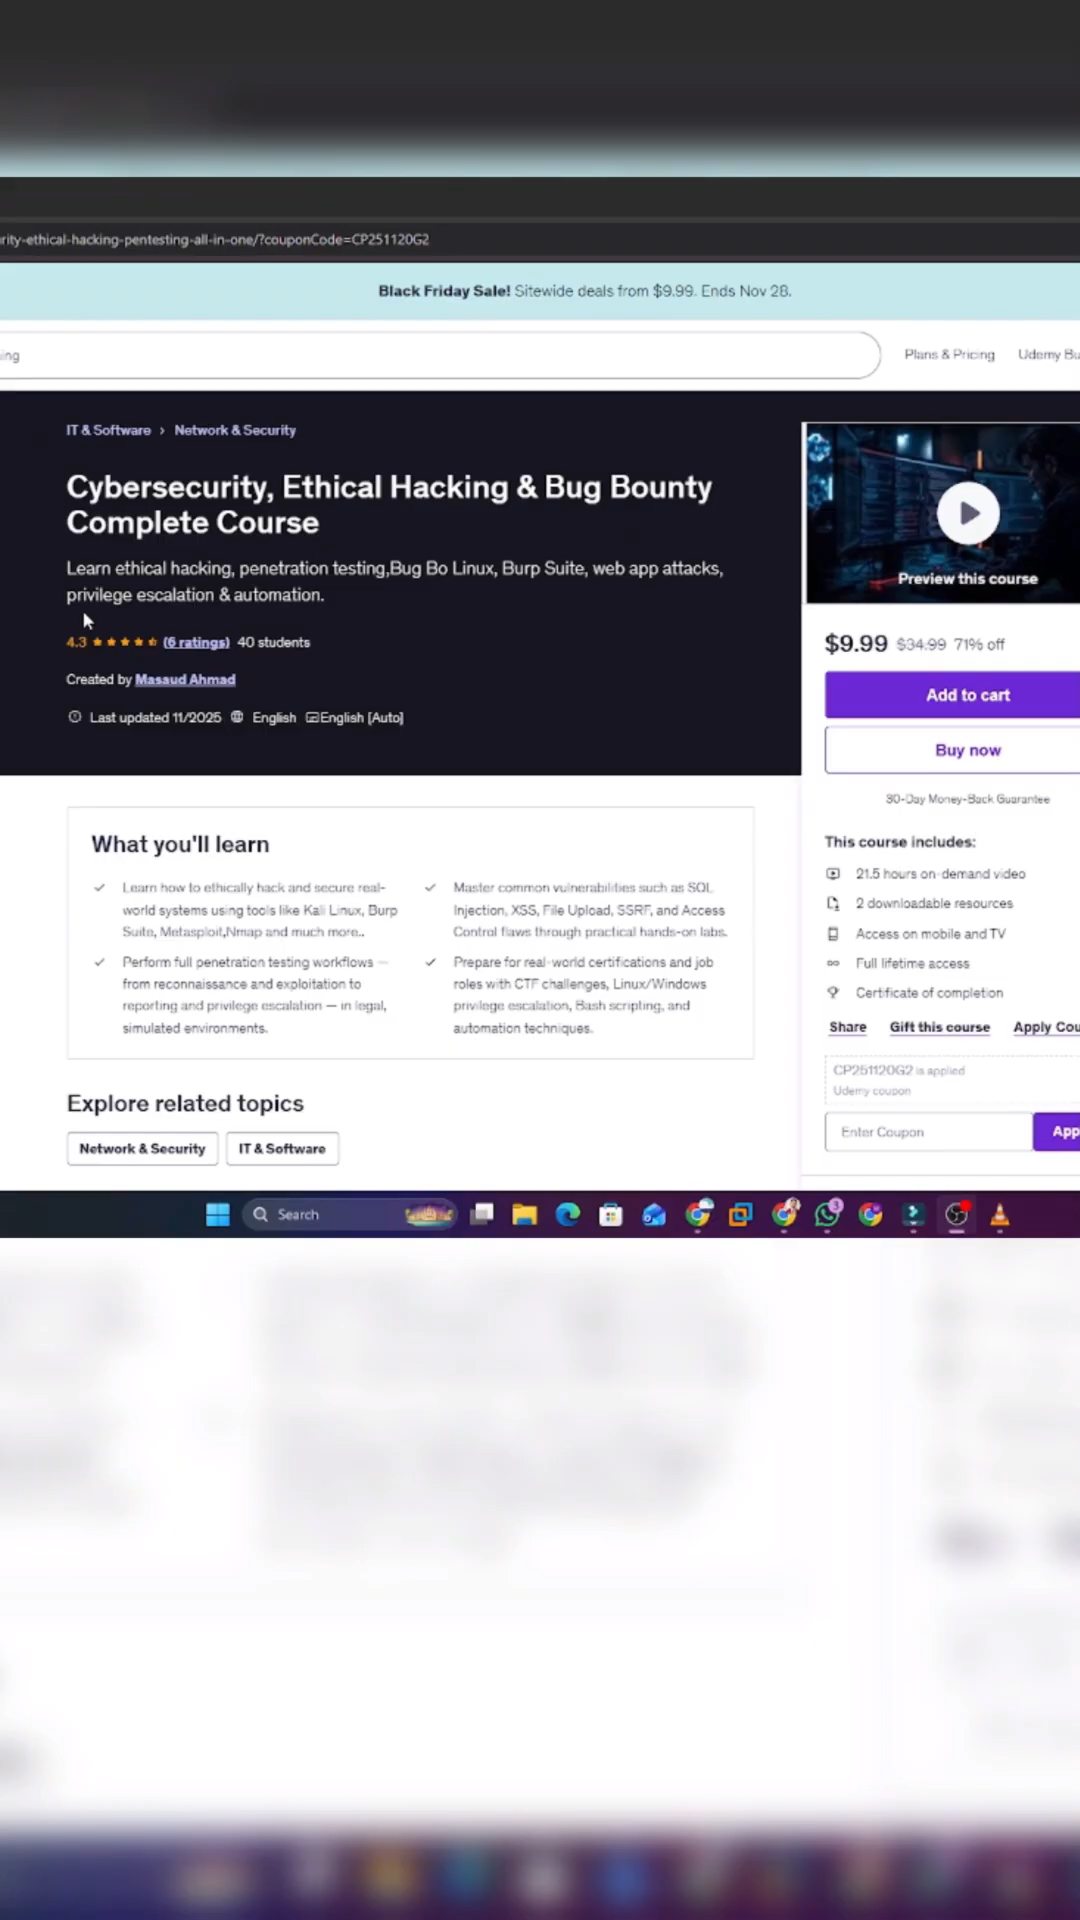 rity-ethical-hacking-pentesting-all-in-one/?couponCode=CP251120G2
Black Friday Sale! Sitewide deals from $9.99. Ends Nov 28.
ing
Plans & Pricing
Udemy Bu
IT & Software › Network & Security
Cybersecurity, Ethical Hacking & Bug Bounty
Complete Course
Learn ethical hacking, penetration testing,Bug Bo Linux, Burp Suite, web app attacks,
privilege escalation & automation.
4.3 (6 ratings) 40 students
Created by Masaud Ahmad
Last updated 11/2025 English English [Auto]
Preview this course
$9.99 $34.99 71% off
Add to cart
Buy now
30-Day Money-Back Guarantee
This course includes:
21.5 hours on-demand video
2 downloadable resources
Access on mobile and TV
Full lifetime access
Certificate of completion
Share Gift this course Apply Cou
CP251120G2 is applied
Udemy coupon
Enter Coupon
App
What you'll learn
Learn how to ethically hack and secure real-
world systems using tools like Kali Linux, Burp
Suite, Metasploit,Nmap and much more..
Perform full penetration testing workflows —
from reconnaissance and exploitation to
reporting and privilege escalation — in legal,
simulated environments.
Master common vulnerabilities such as SQL
Injection, XSS, File Upload, SSRF, and Access
Control flaws through practical hands-on labs.
Prepare for real-world certifications and job
roles with CTF challenges, Linux/Windows
privilege escalation, Bash scripting, and
automation techniques.
Explore related topics
Network & Security
IT & Software
Search
3